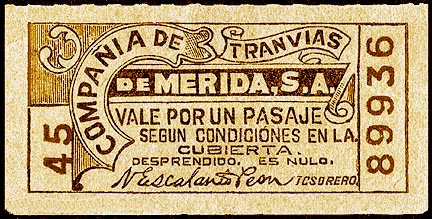 COMPAÑIA DE TRANVIAS
DE MERIDA, S.A.
VALE POR UN PASAJE
SEGUN CONDICIONES EN LA
CUBIERTA.
DESPRENDIDO, ES NULO.
N Escalante Peon TESORERO.
45
89936